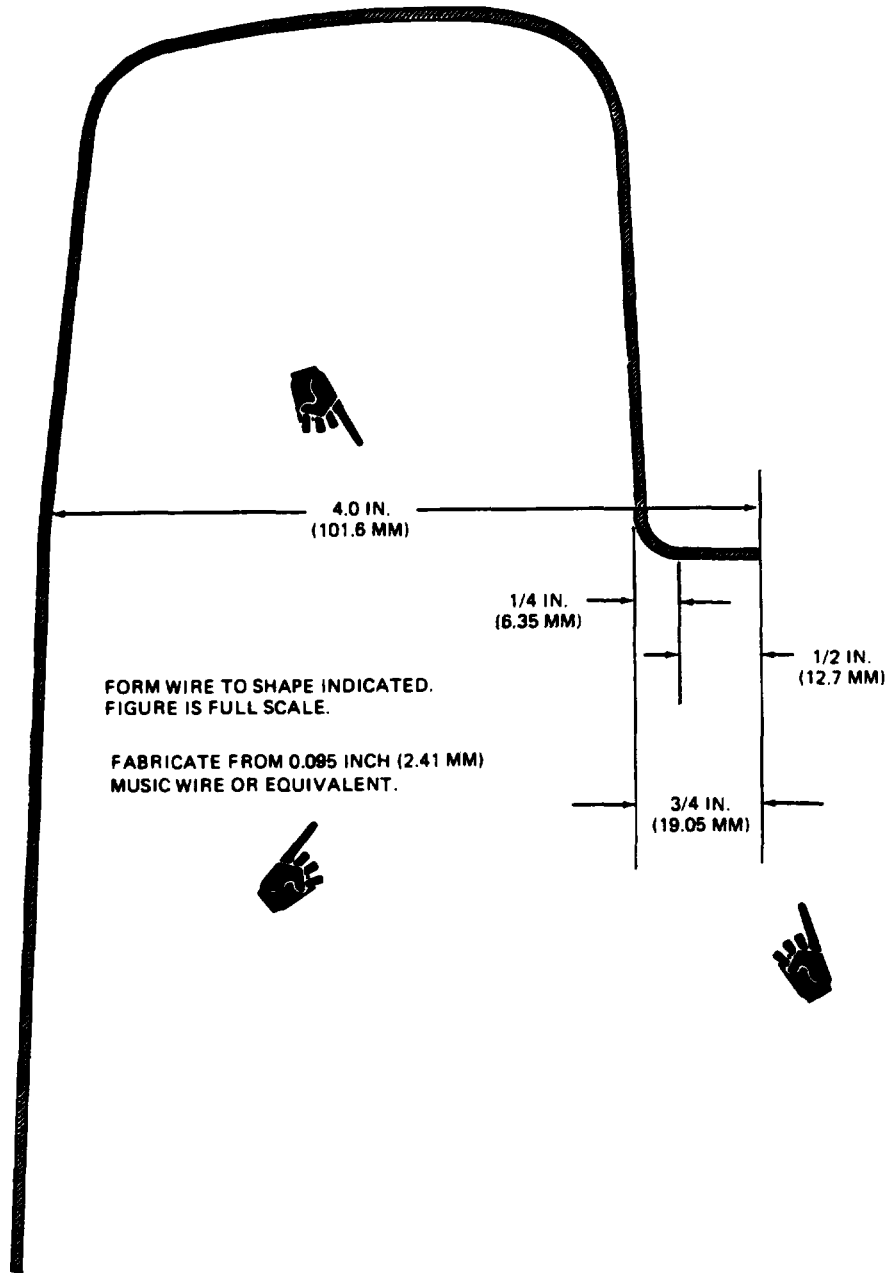 4.0 IN.
(101.6 MM)
1/4 IN.
(6.35 MM)
1/2 IN.
(12.7 MM)
FORM WIRE TO SHAPE INDICATED.
FIGURE IS FULL SCALE.
FABRICATE FROM 0.095 INCH (2.41 MM)
MUSIC WIRE OR EQUIVALENT.
3/4 IN.
(19.05 MM)